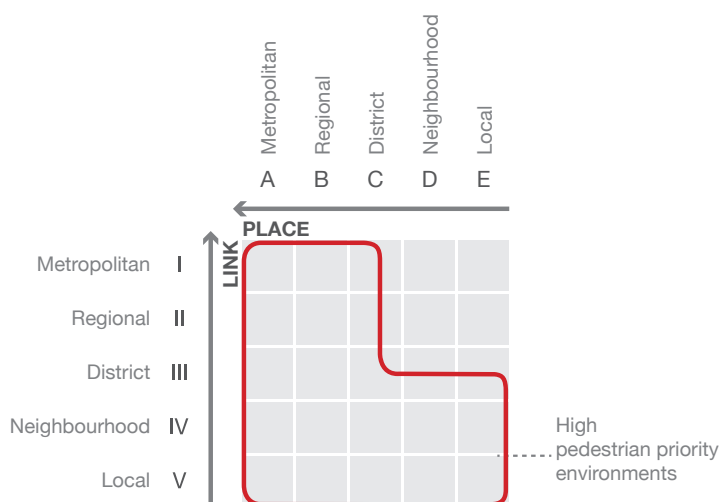 Metropolitan
Regional
District
Neighbourhood
Local
A B C D E
PLACE
LINK
Metropolitan I
Regional II
District III
Neighbourhood IV
Local V
High
pedestrian priority
environments